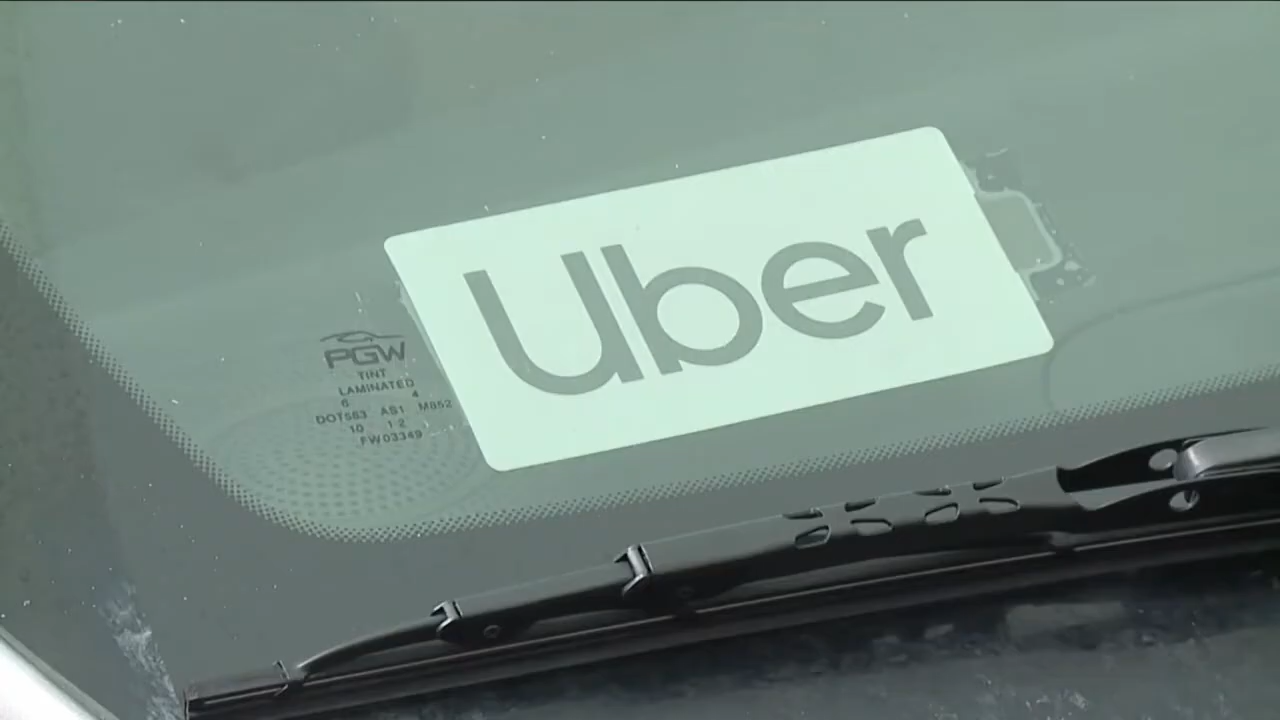 Uber
PGW
TINT
LAMINATED
6 4
DOT563 AS1 M852
10 1 2
FW03349